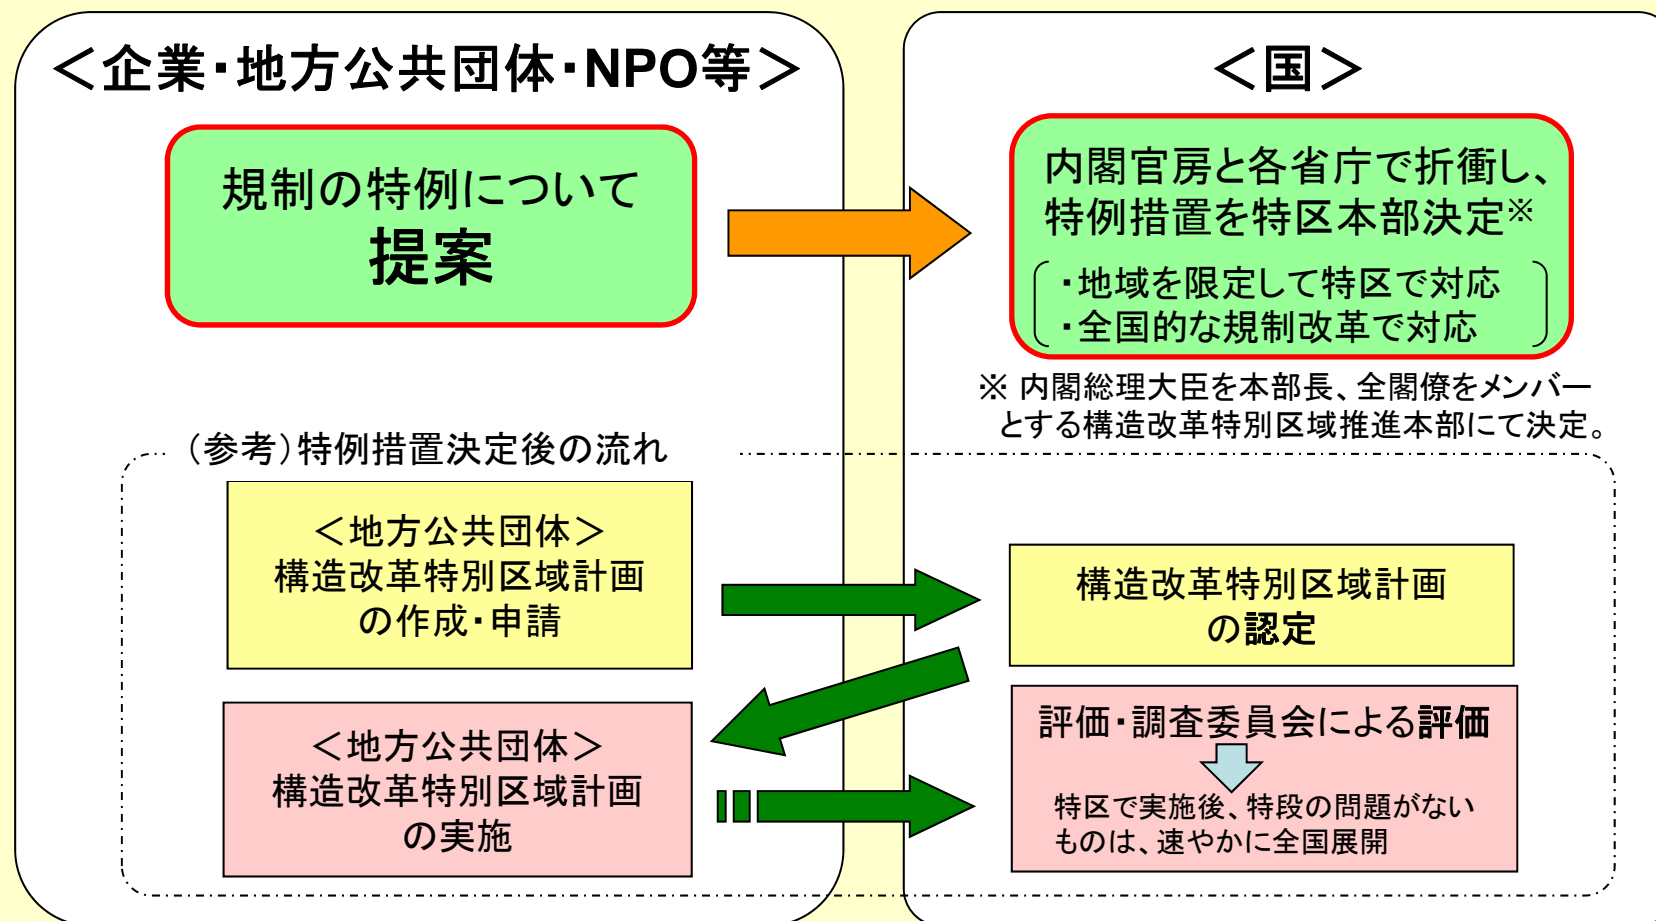 ＜企業・地方公共団体・NPO等＞
規制の特例について
提案
＜国＞
内閣官房と各省庁で折衝し、
特例措置を特区本部決定※
・地域を限定して特区で対応
・全国的な規制改革で対応
※ 内閣総理大臣を本部長、全閣僚をメンバー
とする構造改革特別区域推進本部にて決定。
（参考）特例措置決定後の流れ
＜地方公共団体＞
構造改革特別区域計画
の作成・申請
構造改革特別区域計画
の認定
＜地方公共団体＞
構造改革特別区域計画
の実施
評価・調査委員会による評価
特区で実施後、特段の問題がない
ものは、速やかに全国展開